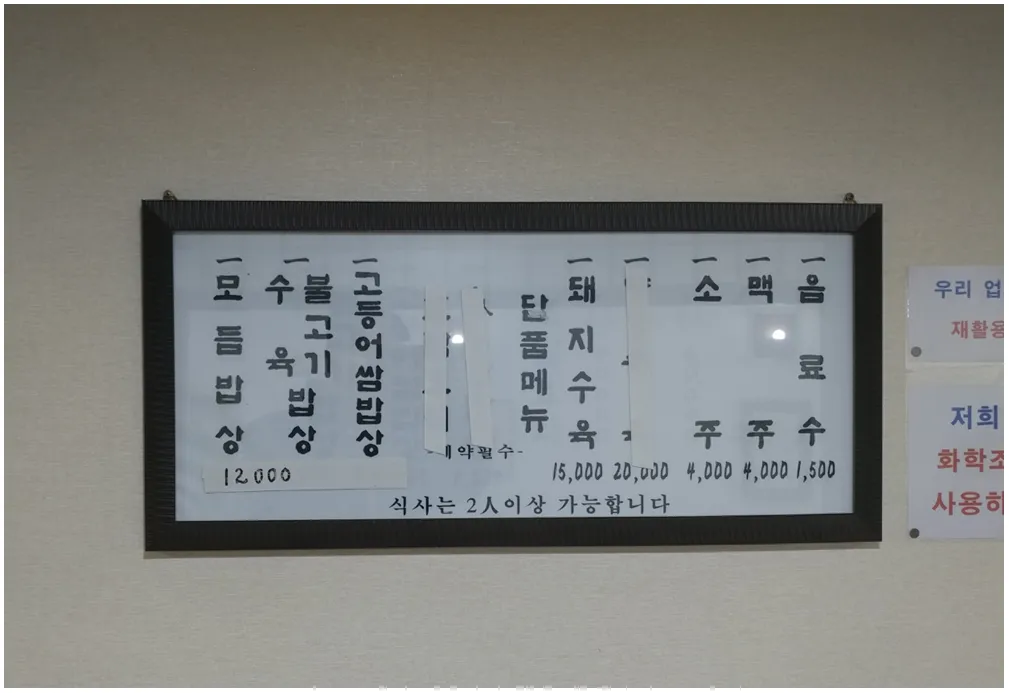 모듬밥상
수육
불고기
밥상
고등어쌈밥상
12,000
약필수-
단품메뉴
돼지수육
15,000
소주
4,000
맥주
4,000
음료수
1,500
식사는 2人이상 가능합니다
우리 업
재활용
저희
화학조
사용하